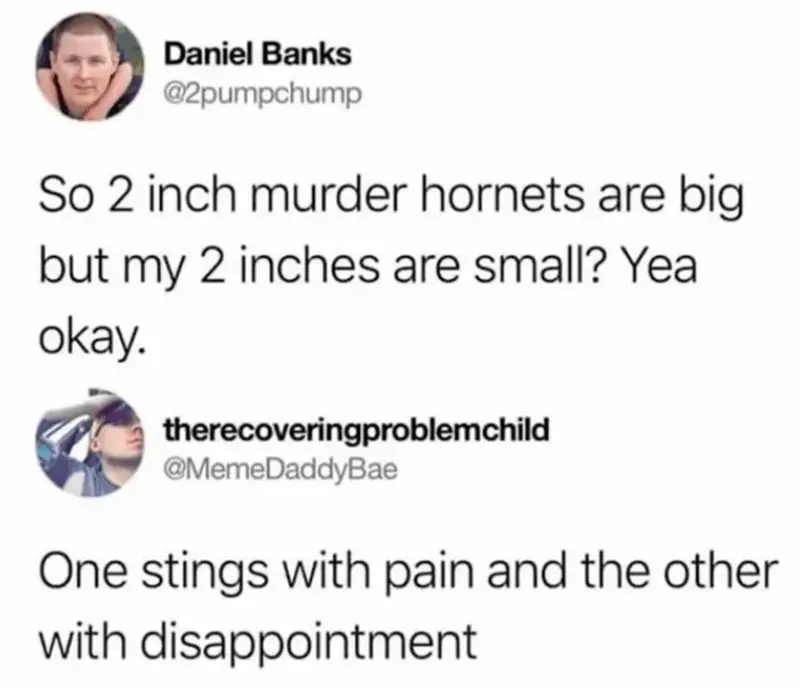 Daniel Banks
@2pumpchump
So 2 inch murder hornets are big
but my 2 inches are small? Yea
okay.
therecoveringproblemchild
@MemeDaddyBae
One stings with pain and the other
with disappointment